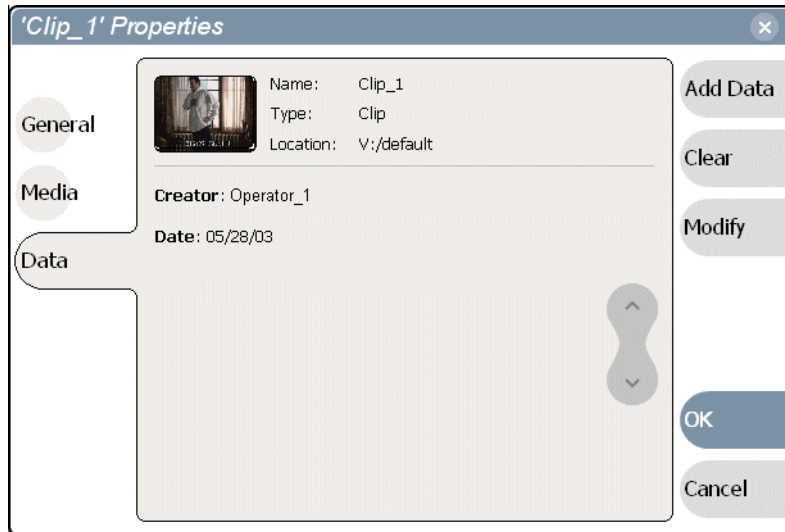 'Clip_1' Properties
General
Media
Data
Name: Clip_1
Type: Clip
Location: V:/default
Creator: Operator_1
Date: 05/28/03
Add Data
Clear
Modify
OK
Cancel